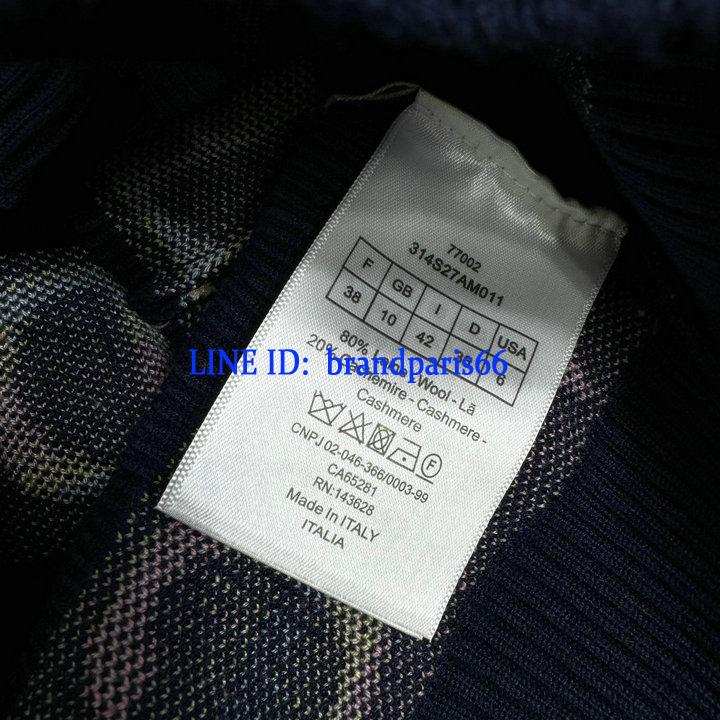 77002
314S27AM011
F GB I D USA
38 10 42 6
80% Wool - Lã
20% Cashmere -
Cashmere
CNPJ 02-046-366/0003-99
CA65281
RN:143628
Made In ITALY
ITALIA
LINE ID: brandparis66